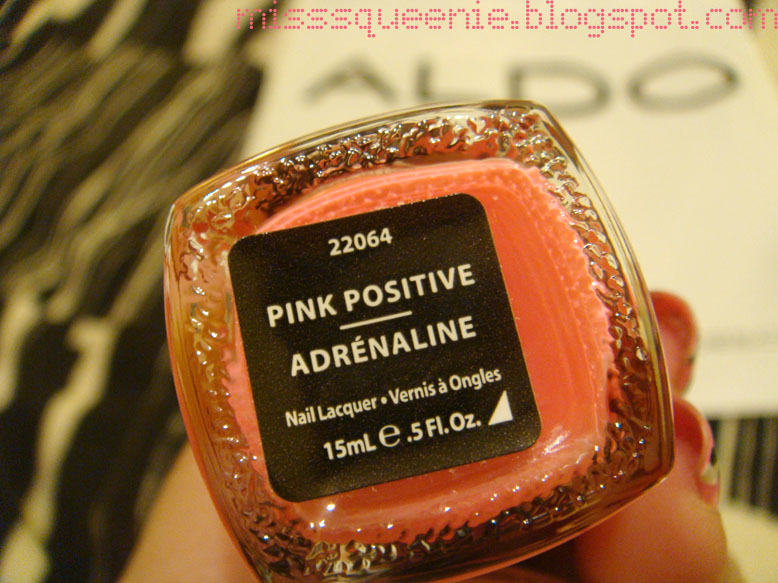 misssqueenie.blogspot.com
ALDO
22064
PINK POSITIVE
ADRÉNALINE
Nail Lacquer • Vernis à Ongles
15mL ℮ .5 Fl. Oz.